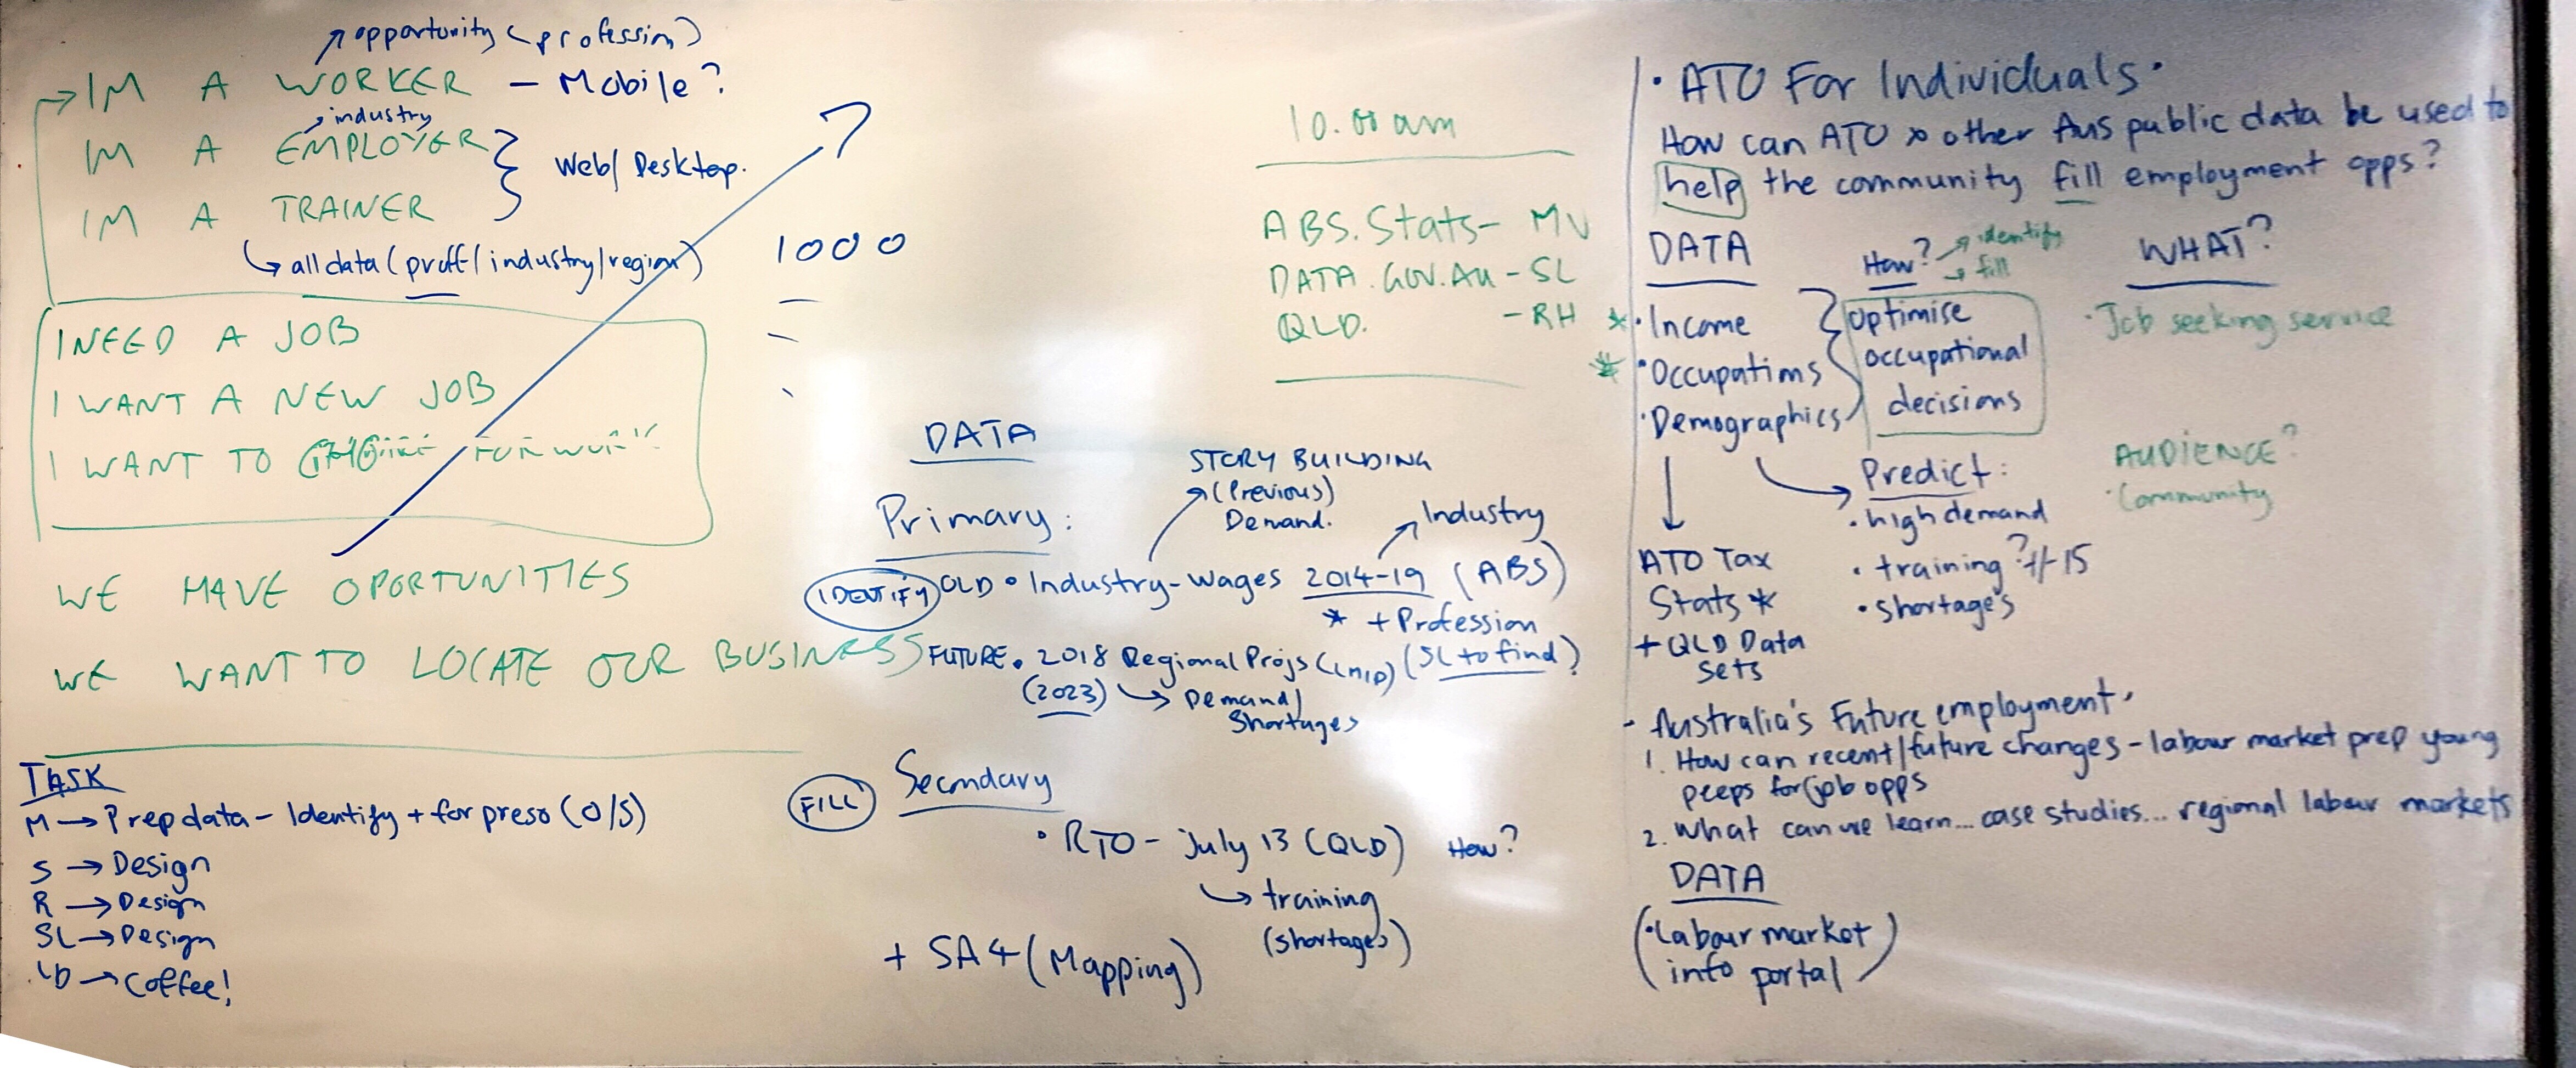 opportunity (profession)
IM A WORKER - Mobile?
industry
IM A EMPLOYER
Web/Desktop.
IM A TRAINER
all data (proff/industry/region)
I NEED A JOB
I WANT A NEW JOB
I WANT TO FOR WORK
WE HAVE OPORTUNITIES
WE WANT TO LOCATE OUR BUSINESS
TASK
M → Prep data - Identify + for preso (O/S)
S → Design
R → Design
SL → Design
D → Coffee!
1000
10.00 am
ABS.Stats - MV
DATA.GOV.AU - SL
QLD. - RH
DATA
Primary:
STORY BUILDING
(Previous)
Demand.
Industry
IDENTIFY OLD • Industry-wages 2014-19 (ABS)
* + Profession
FUTURE • 2018 Regional Projs (LMIP) (SL to find)
(2023) → Demand/
Shortages
FILL Secondary
• RTO - July 13 (QLD) How?
training
(shortages)
+ SA4 (Mapping)
• ATO For Individuals •
How can ATO & other Aus public data be used to
help the community fill employment opps?
DATA
* • Income
* • Occupations
• Demographics
How? → identify
→ fill
Optimise
occupational
decisions
WHAT?
• Job seeking service
AUDIENCE?
• Community
Predict:
• high demand
• training? #15
• shortages
ATO Tax
Stats *
+ QLD Data
Sets
- Australia's Future employment.
1. How can recent/future changes - labour market prep young
peeps for job opps
2. What can we learn... case studies... regional labour markets
DATA
(• Labour market
info portal)